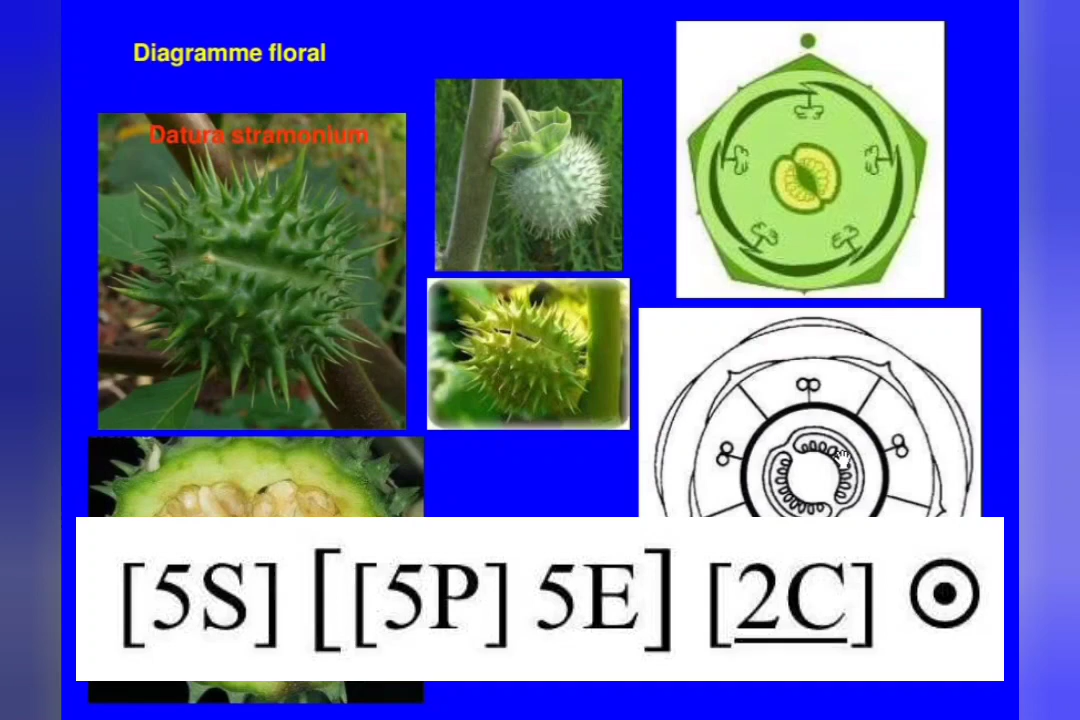 Diagramme floral
Datura stramonium
[5S] [[5P] 5E] [2C] ⊙